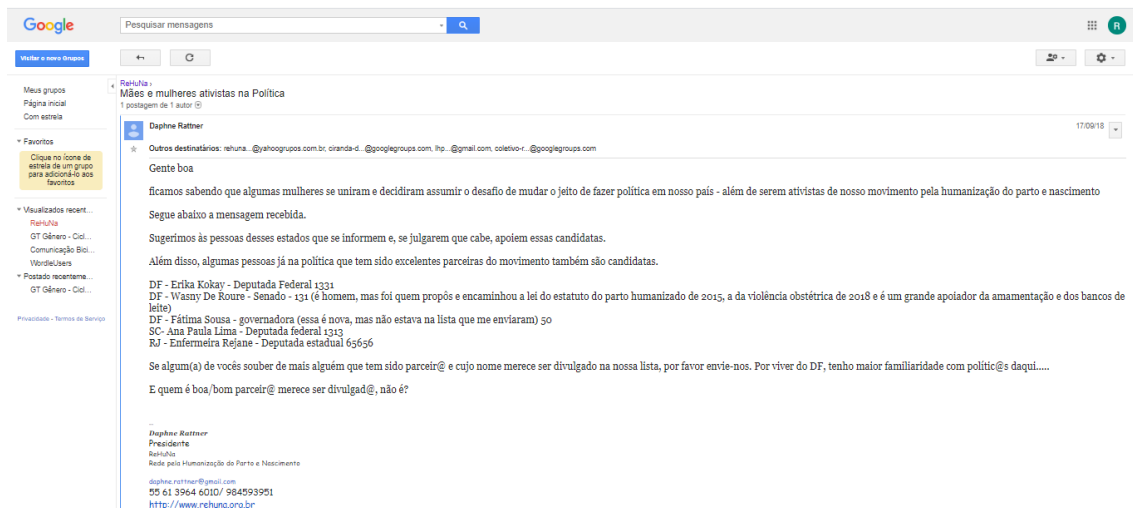 Google
Pesquisar mensagens
R
Visitar o novo Grupos
Meus grupos
Página inicial
Com estrela
Favoritos
Clique no ícone de
estrela de um grupo
para adicioná-lo aos
favoritos
Visualizados recent...
ReHuNa
GT Gênero - Cicl...
Comunicação Bici...
WordleUsers
Postado recenteme...
GT Gênero - Cicl...
Privacidade - Termos de Serviço
ReHuNa ›
Mães e mulheres ativistas na Política
1 postagem de 1 autor
Daphne Rattner
17/09/18
Outros destinatários: rehuna...@yahoogrupos.com.br, ciranda-d...@googlegroups.com, lhp...@gmail.com, coletivo-r...@googlegroups.com
Gente boa
ficamos sabendo que algumas mulheres se uniram e decidiram assumir o desafio de mudar o jeito de fazer política em nosso país - além de serem ativistas de nosso movimento pela humanização do parto e nascimento
Segue abaixo a mensagem recebida.
Sugerimos às pessoas desses estados que se informem e, se julgarem que cabe, apoiem essas candidatas.
Além disso, algumas pessoas já na política que tem sido excelentes parceiras do movimento também são candidatas.
DF - Erika Kokay - Deputada Federal 1331
DF - Wasny De Roure - Senado - 131 (é homem, mas foi quem propôs e encaminhou a lei do estatuto do parto humanizado de 2015, a da violência obstétrica de 2018 e é um grande apoiador da amamentação e dos bancos de
leite)
DF - Fátima Sousa - governadora (essa é nova, mas não estava na lista que me enviaram) 50
SC- Ana Paula Lima - Deputada federal 1313
RJ - Enfermeira Rejane - Deputada estadual 65656
Se algum(a) de vocês souber de mais alguém que tem sido parceir@ e cujo nome merece ser divulgado na nossa lista, por favor envie-nos. Por viver do DF, tenho maior familiaridade com polític@s daqui.....
E quem é boa/bom parceir@ merece ser divulgad@, não é?
--
Daphne Rattner
Presidente
ReHuNa
Rede pela Humanização do Parto e Nascimento
daphne.rattner@gmail.com
55 61 3964 6010/ 984593951
http://www.rehuna.org.br